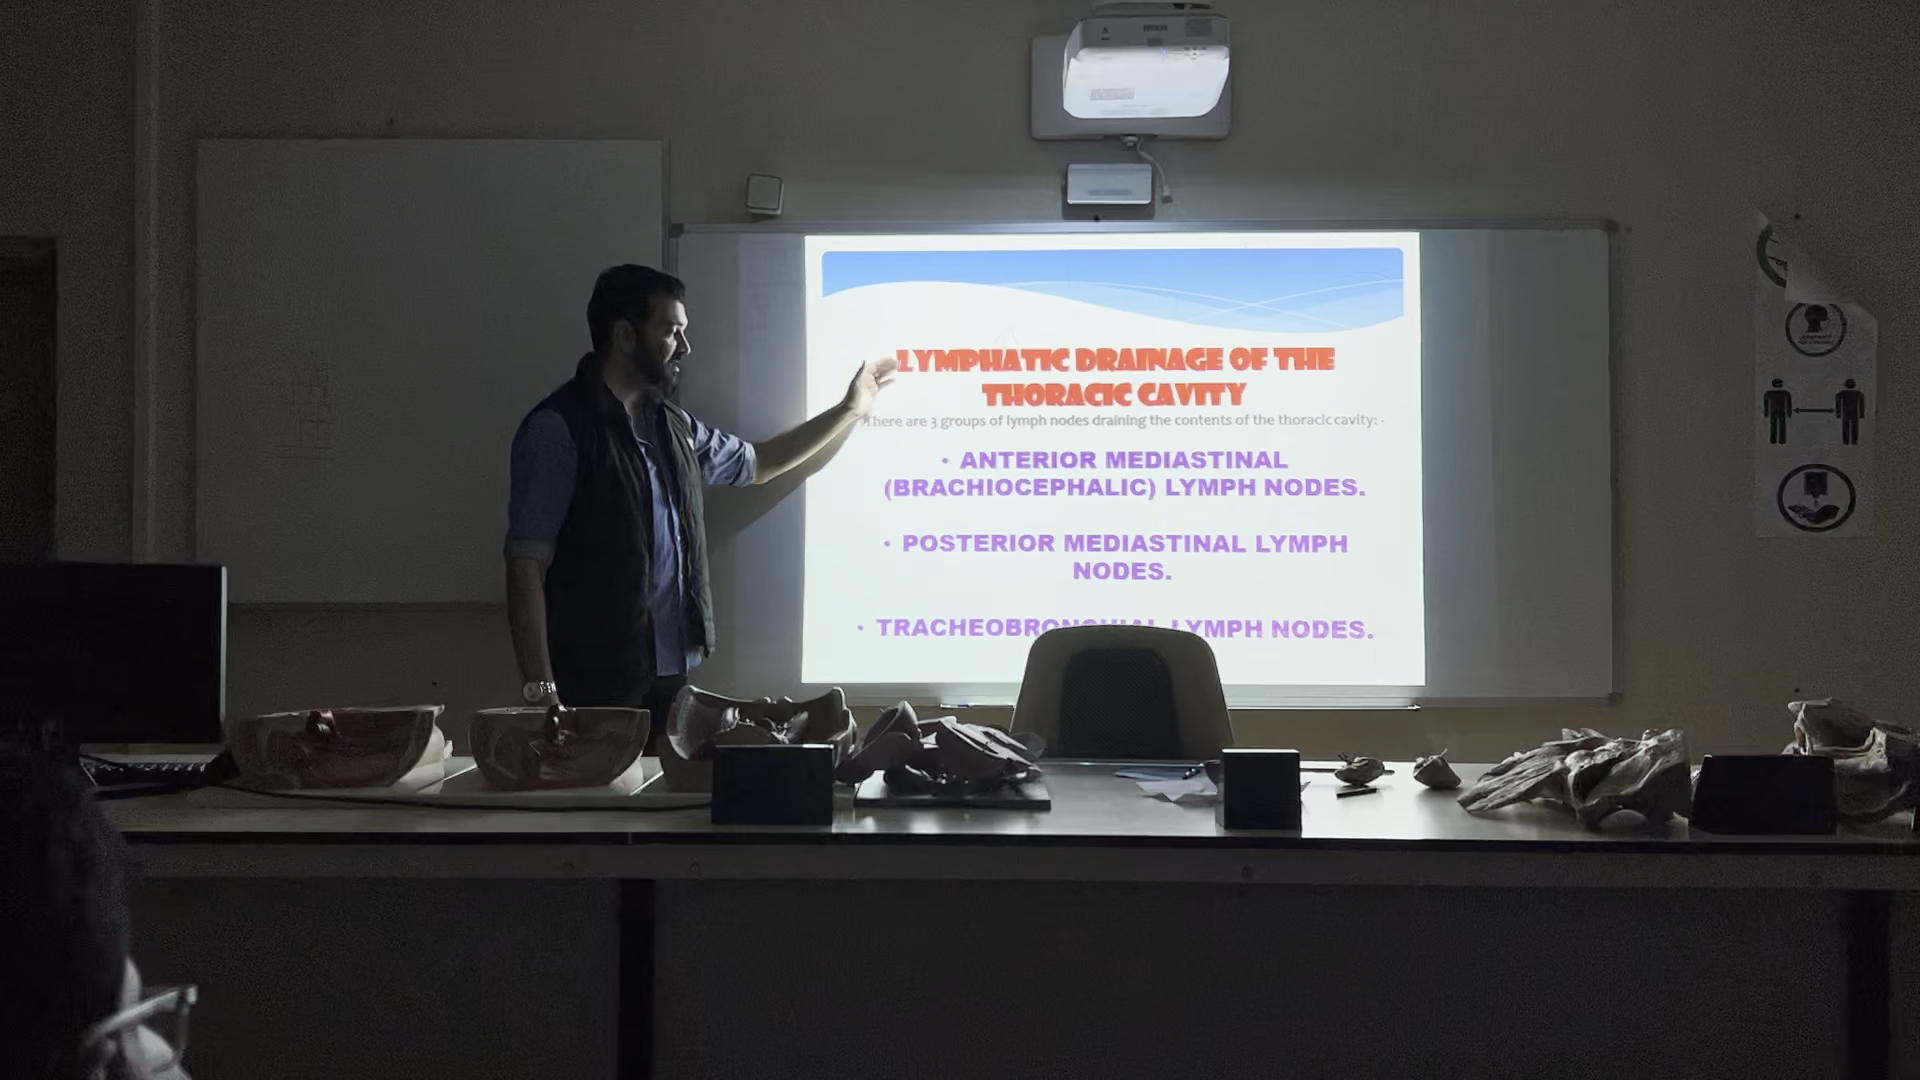 LYMPHATIC DRAINAGE OF THE
THORACIC CAVITY
There are 3 groups of lymph nodes draining the contents of the thoracic cavity: -
• ANTERIOR MEDIASTINAL
(BRACHIOCEPHALIC) LYMPH NODES.
• POSTERIOR MEDIASTINAL LYMPH
NODES.
• TRACHEOBRONCHIAL LYMPH NODES.